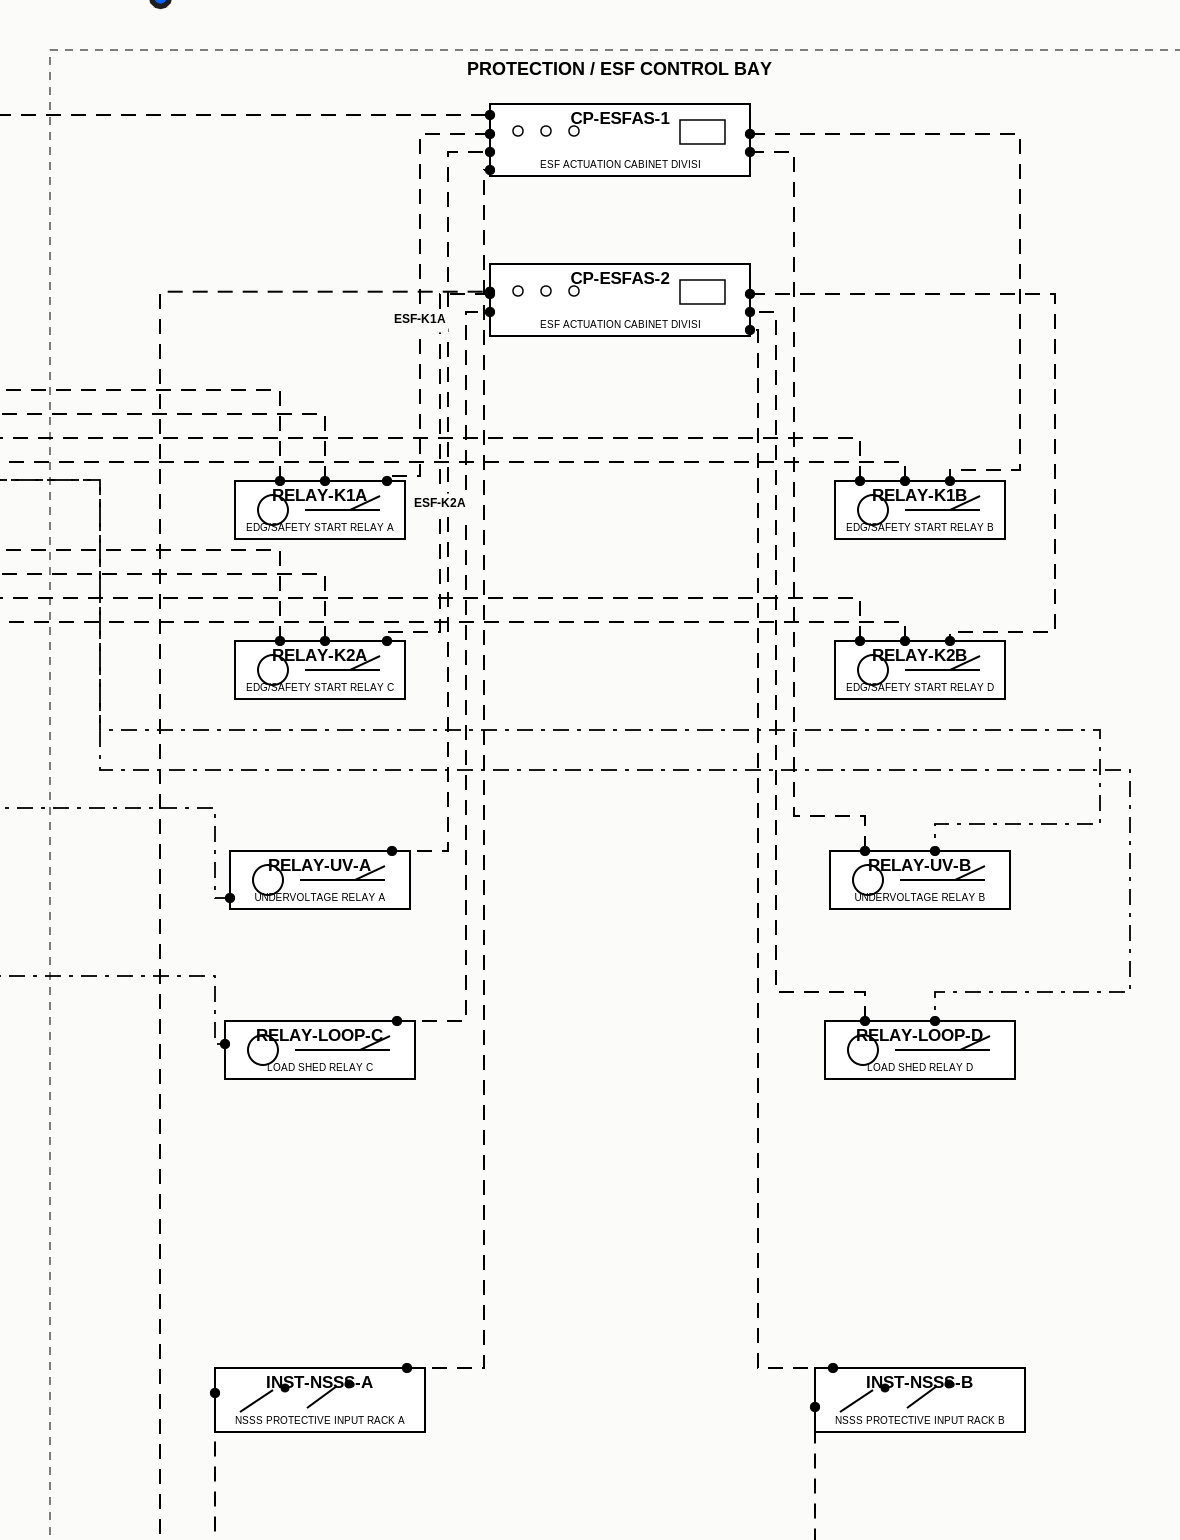 PROTECTION / ESF CONTROL BAY
CP-ESFAS-1
ESF ACTUATION CABINET DIVISI
CP-ESFAS-2
ESF ACTUATION CABINET DIVISI
ESF-K1A
RELAY-K1A
EDG/SAFETY START RELAY A
ESF-K2A
RELAY-K1B
EDG/SAFETY START RELAY B
RELAY-K2A
EDG/SAFETY START RELAY C
RELAY-K2B
EDG/SAFETY START RELAY D
RELAY-UV-A
UNDERVOLTAGE RELAY A
RELAY-UV-B
UNDERVOLTAGE RELAY B
RELAY-LOOP-C
LOAD SHED RELAY C
RELAY-LOOP-D
LOAD SHED RELAY D
INST-NSSS-A
NSSS PROTECTIVE INPUT RACK A
INST-NSSS-B
NSSS PROTECTIVE INPUT RACK B